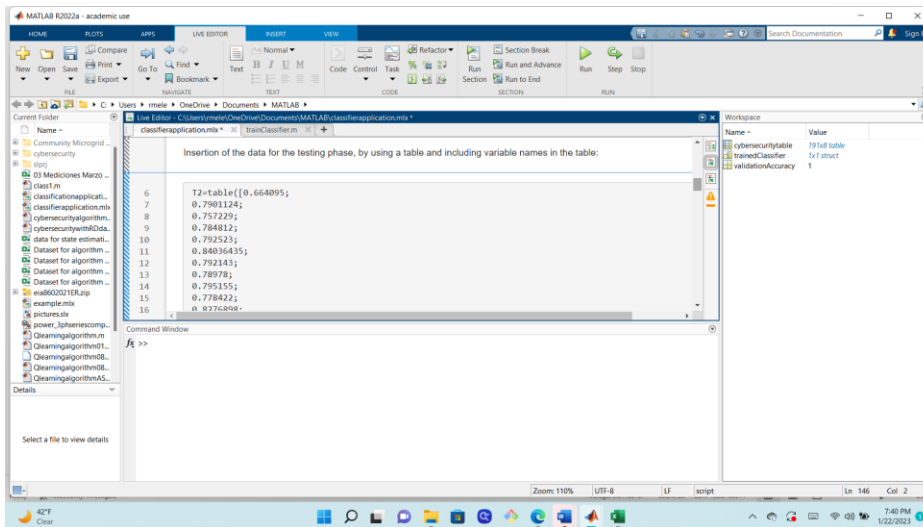 MATLAB R2022a - academic use
HOME PLOTS APPS LIVE EDITOR INSERT VIEW Search Documentation Sign
New Open Save Compare Print Export Go To Find Bookmark Text Normal B I U M Code Control Task Refactor Run Section Section Break Run and Advance Run to End Run Step Stop
FILE NAVIGATE TEXT CODE SECTION RUN
C: Users rmele OneDrive Documents MATLAB
Current Folder
Name
Community Microgrid
cybersecurity
slprj
03 Mediciones Marzo ...
class1.m
classificationapplicati...
classifierapplication.mlx
cybersecurityalgorithm...
cybersecuritywithRDda...
data for state estimati...
Dataset for algorithm ...
Dataset for algorithm ...
Dataset for algorithm ...
Dataset for algorithm ...
eia8602021ER.zip
example.mlx
pictures.slx
power_3phseriescomp...
Qlearningalgorithm.m
Qlearningalgorithm01...
Qlearningalgorithm08...
Qlearningalgorithm08...
QlearningalgorithmAS...
Details
Select a file to view details
Live Editor - C:\Users\rmele\OneDrive\Documents\MATLAB\classifierapplication.mlx *
classifierapplication.mlx * trainClassifier.m +
Insertion of the data for the testing phase, by using a table and including variable names in the table:
6 T2=table([0.664095;
7 0.7901124;
8 0.757229;
9 0.784812;
10 0.792523;
11 0.84036435;
12 0.792143;
13 0.78978;
14 0.795155;
15 0.778422;
16 0.8276898;
Command Window
fx >>
Workspace
Name Value
cybersecuritytable 191x8 table
trainedClassifier 1x1 struct
validationAccuracy 1
Zoom: 110% UTF-8 LF script Ln 146 Col 2
42°F
Clear
7:40 PM
1/22/2023